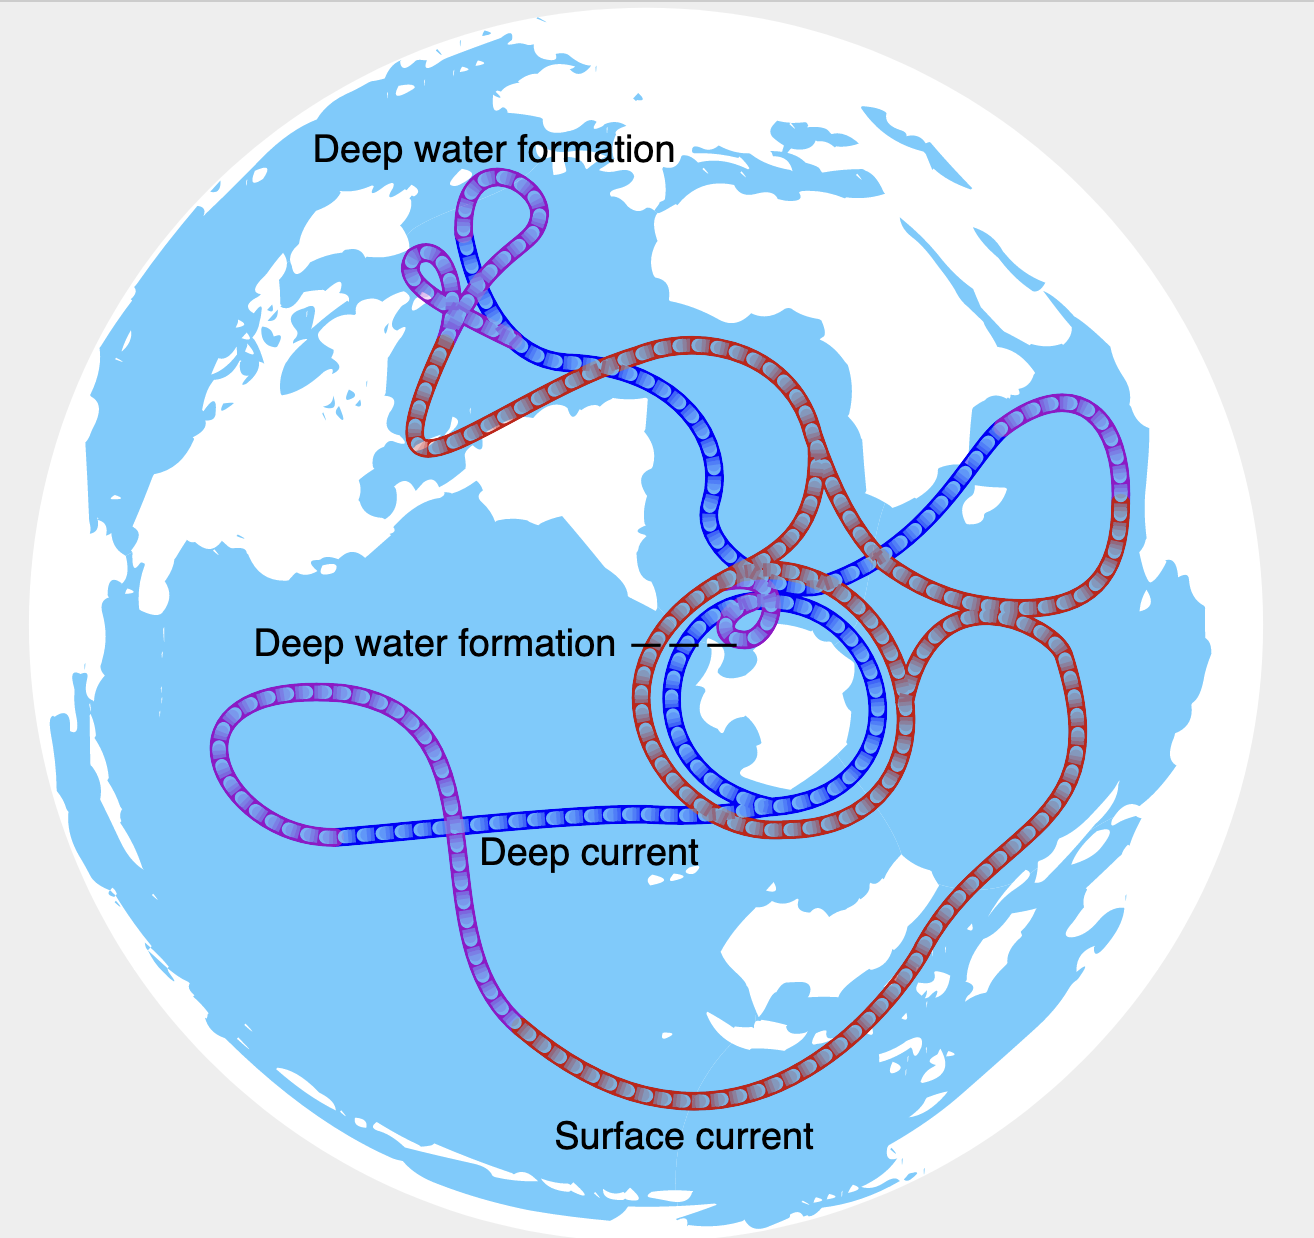 Deep water formation
Deep water formation
Deep current
Surface current